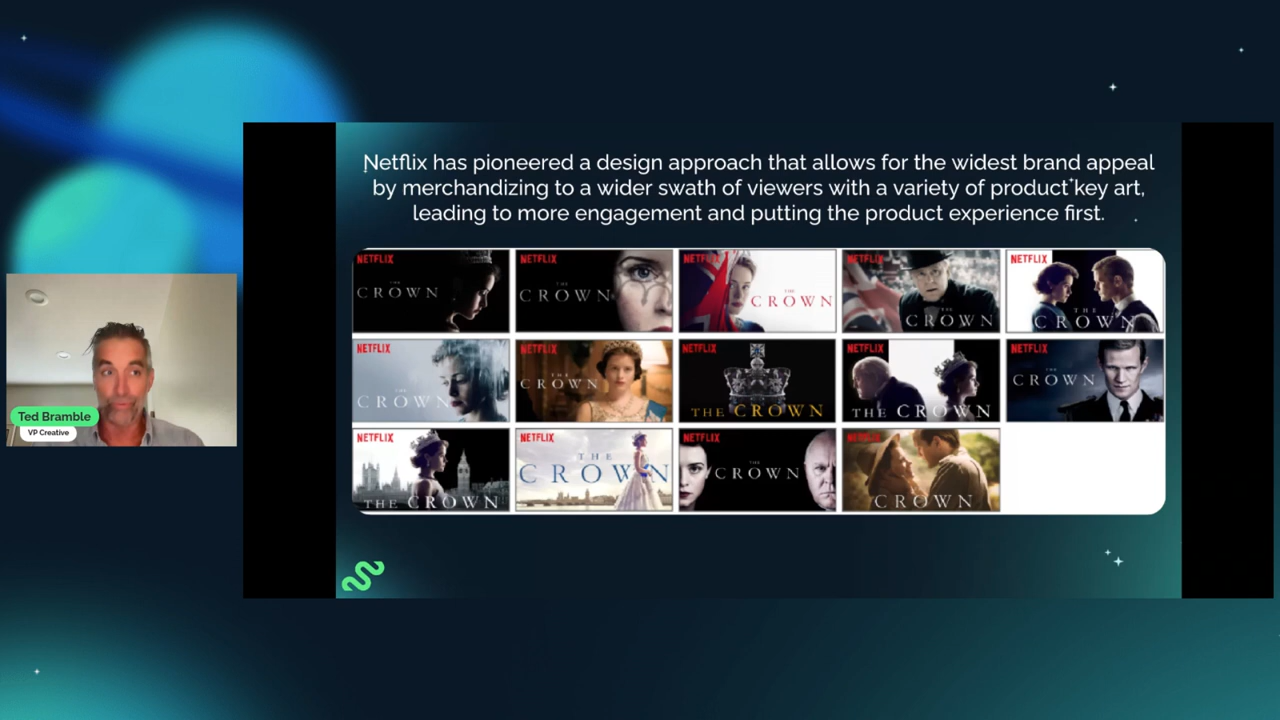 Netflix has pioneered a design approach that allows for the widest brand appeal
by merchandizing to a wider swath of viewers with a variety of product key art,
leading to more engagement and putting the product experience first.
NETFLIX
THE
CROWN
NETFLIX
THE
CROWN
NETFLIX
THE
CROWN
NETFLIX
THE
CROWN
NETFLIX
THE
CROWN
NETFLIX
THE
CROWN
NETFLIX
THE
CROWN
NETFLIX
THE CROWN
NETFLIX
THE CROWN
NETFLIX
THE
CROWN
NETFLIX
THE CROWN
NETFLIX
THE
CROWN
NETFLIX
THE
CROWN
NETFLIX
CROWN
Ted Bramble
VP Creative